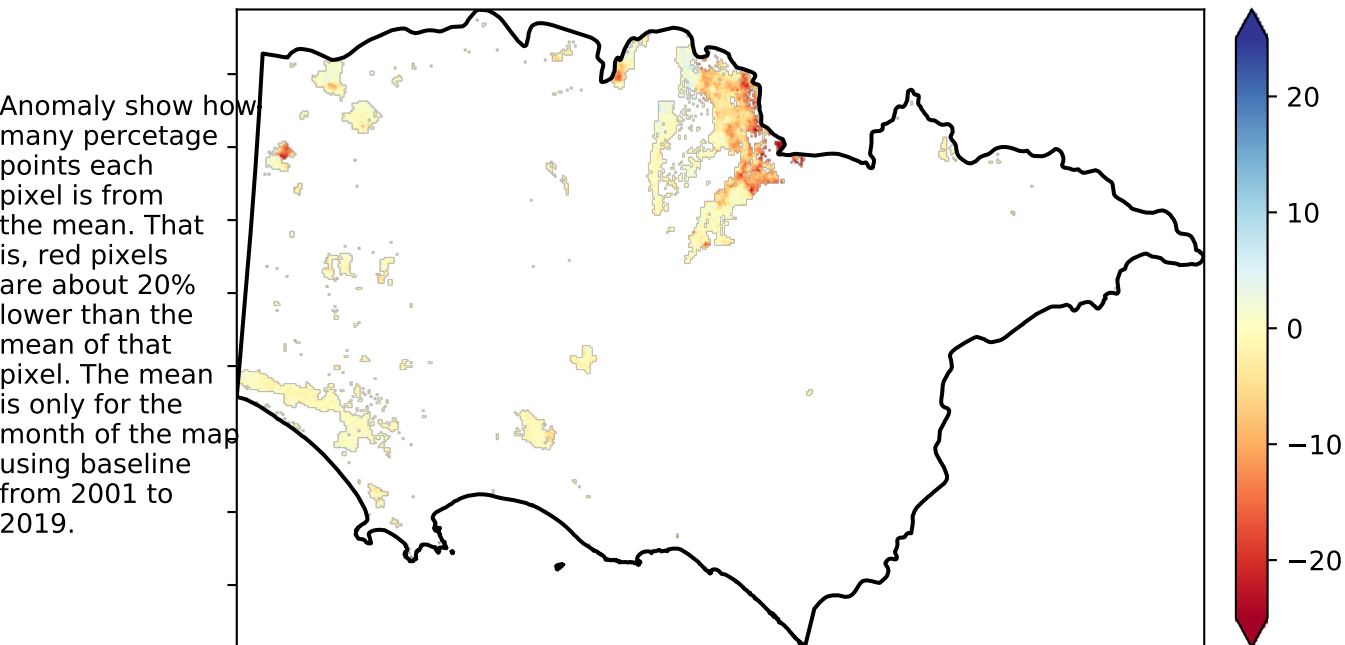 Anomaly show how
many percetage
points each
pixel is from
the mean. That
is, red pixels
are about 20%
lower than the
mean of that
pixel. The mean
is only for the
month of the map
using baseline
from 2001 to
2019.
20
10
0
−10
−20